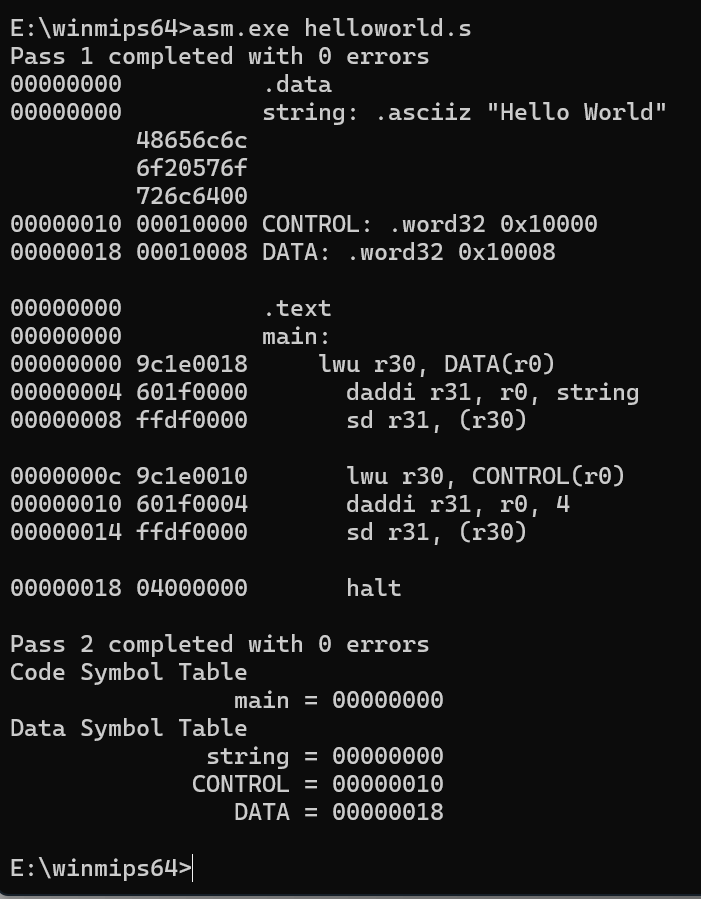 E:\winmips64>asm.exe helloworld.s
Pass 1 completed with 0 errors
00000000          .data
00000000          string: .asciiz "Hello World"
         48656c6c
         6f20576f
         726c6400
00000010 00010000 CONTROL: .word32 0x10000
00000018 00010008 DATA: .word32 0x10008

00000000          .text
00000000          main:
00000000 9c1e0018     lwu r30, DATA(r0)
00000004 601f0000       daddi r31, r0, string
00000008 ffdf0000       sd r31, (r30)

0000000c 9c1e0010       lwu r30, CONTROL(r0)
00000010 601f0004       daddi r31, r0, 4
00000014 ffdf0000       sd r31, (r30)

00000018 04000000       halt

Pass 2 completed with 0 errors
Code Symbol Table
                main = 00000000
Data Symbol Table
              string = 00000000
             CONTROL = 00000010
                DATA = 00000018

E:\winmips64>